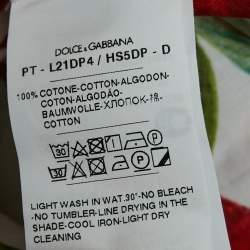 DOLCE & GABBANA
PT - L21DP4 / HS5DP - D
100% COTONE-COTTON-ALGODON-
COTON-ALGODÃO-
BAUMWOLLE-ХЛОПОК-棉-
COTTON
LIGHT WASH IN WAT.30°-NO BLEACH
-NO TUMBLER-LINE DRYING IN THE
SHADE-COOL IRON-LIGHT DRY
CLEANING